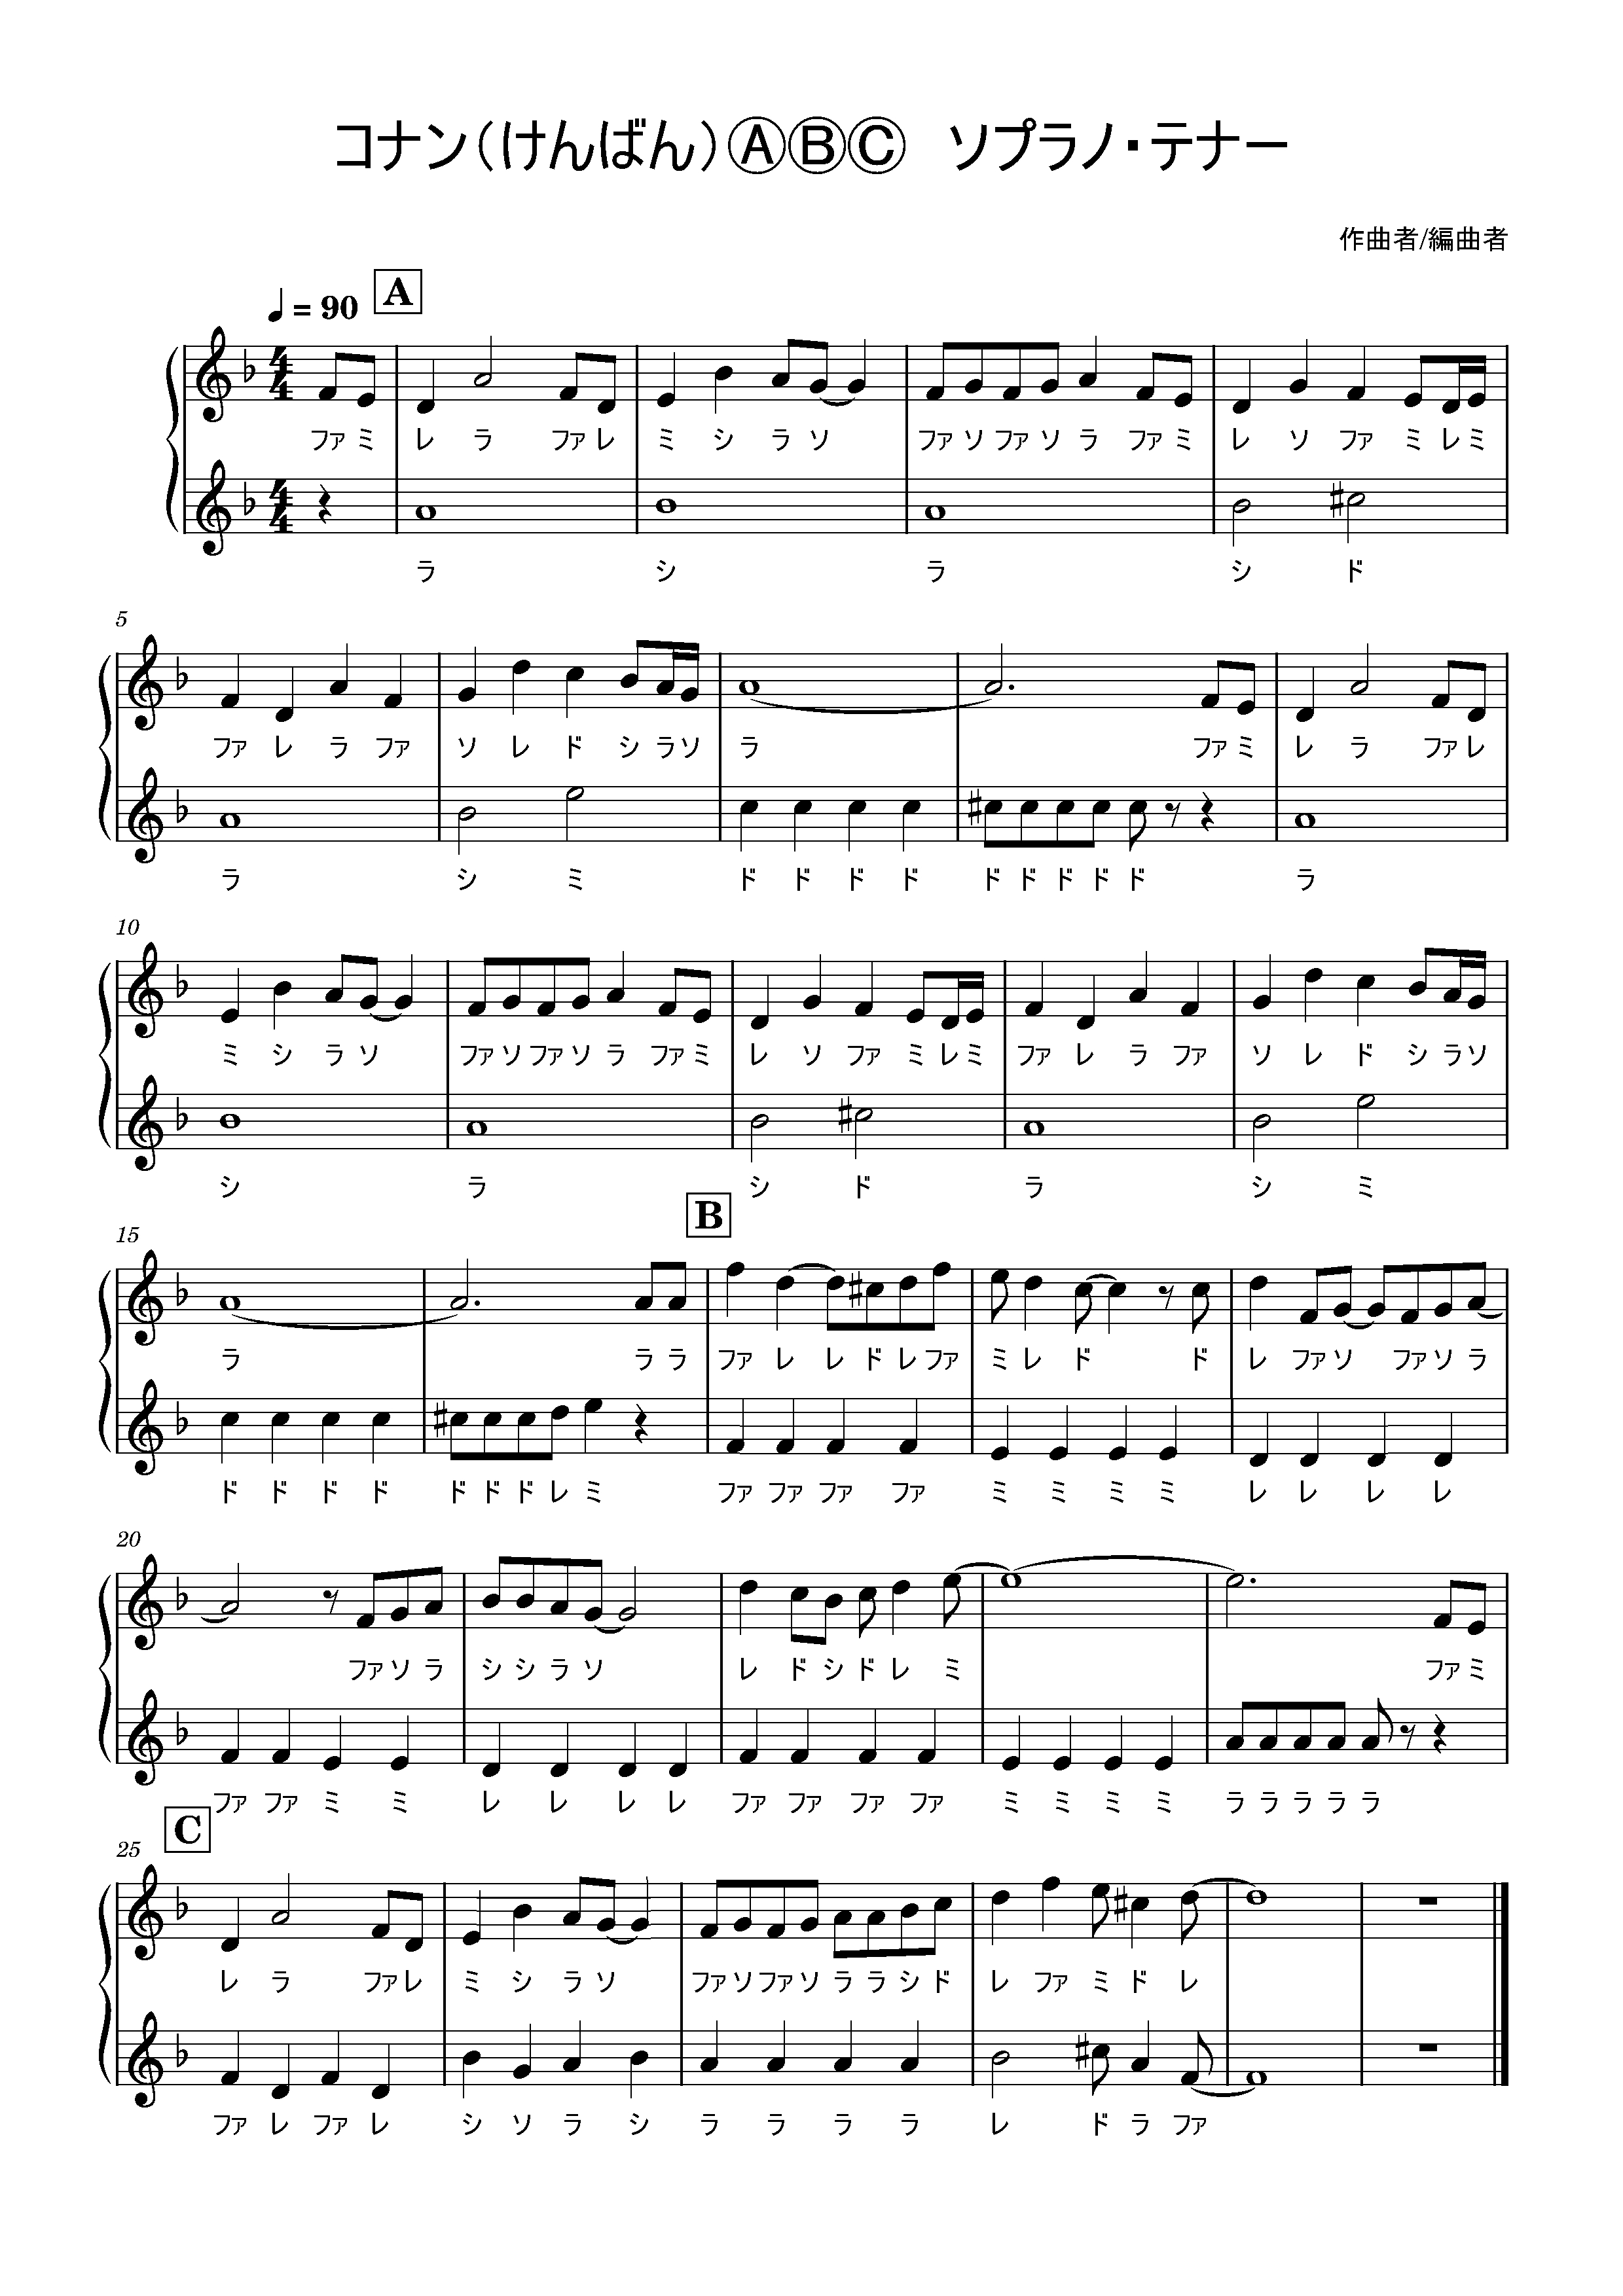 コナン(けんばん)ⒶⒷⒸ ソプラノ・テナー
作曲者/編曲者
♩ = 90 A
4 4
ファ ミ レ ラ ファ レ ミ シ ラ ソ ファ ソ ファ ソ ラ ファ ミ レ ソ ファ ミ レ ミ
4 4
ラ シ ラ シ ド
5
ファ レ ラ ファ ソ レ ド シ ラ ソ ラ ファ ミ レ ラ ファ レ
ラ シ ミ ド ド ド ド ド ド ド ド ド ラ
10
ミ シ ラ ソ ファ ソ ファ ソ ラ ファ ミ レ ソ ファ ミ レ ミ ファ レ ラ ファ ソ レ ド シ ラ ソ
シ ラ シ ド ラ シ ミ
15 B
ラ ラ ラ ファ レ レ ド レ ファ ミ レ ド ド レ ファ ソ ファ ソ ラ
ド ド ド ド ド ド ド レ ミ ファ ファ ファ ファ ミ ミ ミ ミ レ レ レ レ
20
ファ ソ ラ シ シ ラ ソ レ ド シ ド レ ミ ファ ミ
ファ ファ ミ ミ レ レ レ レ ファ ファ ファ ファ ミ ミ ミ ミ ラ ラ ラ ラ ラ
25 C
レ ラ ファ レ ミ シ ラ ソ ファ ソ ファ ソ ラ ラ シ ド レ ファ ミ ド レ
ファ レ ファ レ シ ソ ラ シ ラ ラ ラ ラ レ ド ラ ファ